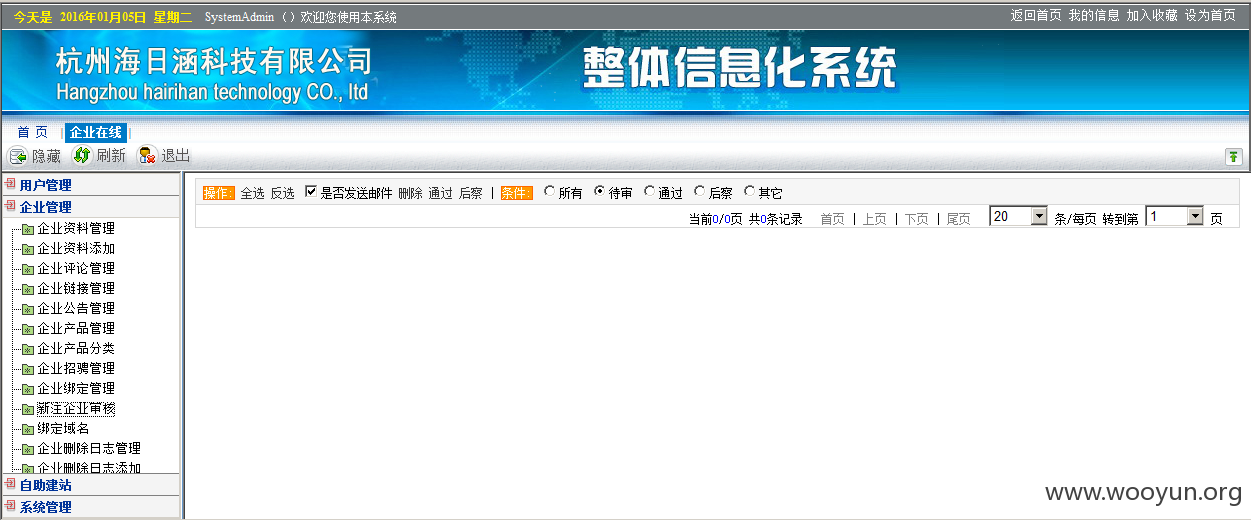 今天是 2016年01月05日 星期二 SystemAdmin () 欢迎您使用本系统 返回首页 我的信息 加入收藏 设为首页
杭州海日涵科技有限公司
Hangzhou hairihan technology CO., ltd
整体信息化系统
首 页 企业在线
隐藏 刷新 退出
用户管理
企业管理
企业资料管理
企业资料添加
企业评论管理
企业链接管理
企业公告管理
企业产品管理
企业产品分类
企业招骋管理
企业绑定管理
新注企业审核
绑定域名
企业删除日志管理
企业删除日志添加
自助建站
系统管理
操作: 全选 反选 是否发送邮件 删除 通过 后察 | 条件: 所有 待审 通过 后察 其它
当前0/0页 共0条记录 首页 | 上页 | 下页 | 尾页 20 条/每页 转到第 1 页
www.wooyun.org